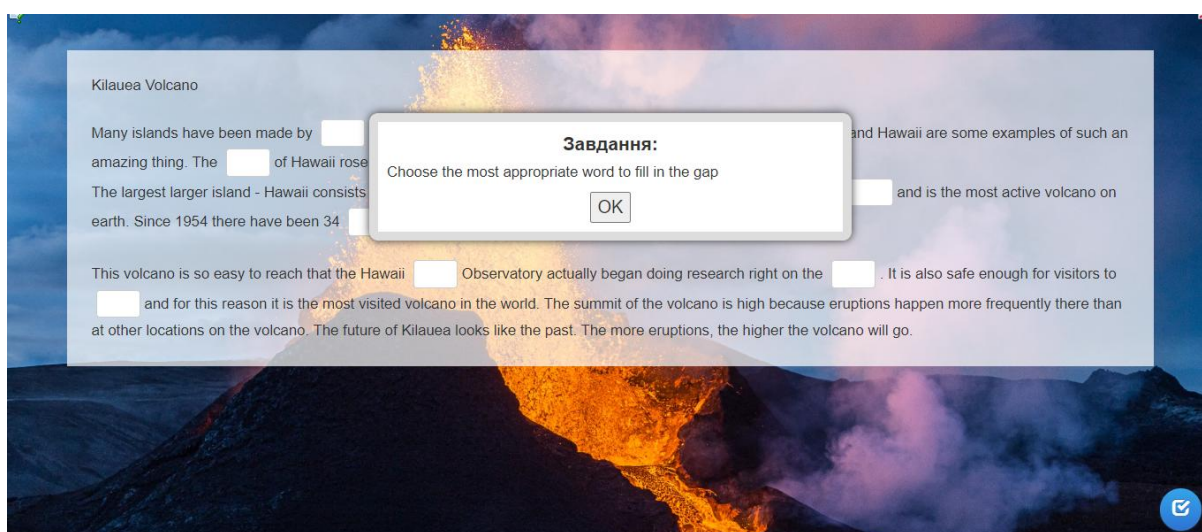 Kilauea Volcano
Many islands have been made by and Hawaii are some examples of such an
amazing thing. The of Hawaii rose
The largest larger island - Hawaii consists and is the most active volcano on
earth. Since 1954 there have been 34
Завдання:
Choose the most appropriate word to fill in the gap
OK
This volcano is so easy to reach that the Hawaii Observatory actually began doing research right on the . It is also safe enough for visitors to
and for this reason it is the most visited volcano in the world. The summit of the volcano is high because eruptions happen more frequently there than
at other locations on the volcano. The future of Kilauea looks like the past. The more eruptions, the higher the volcano will go.